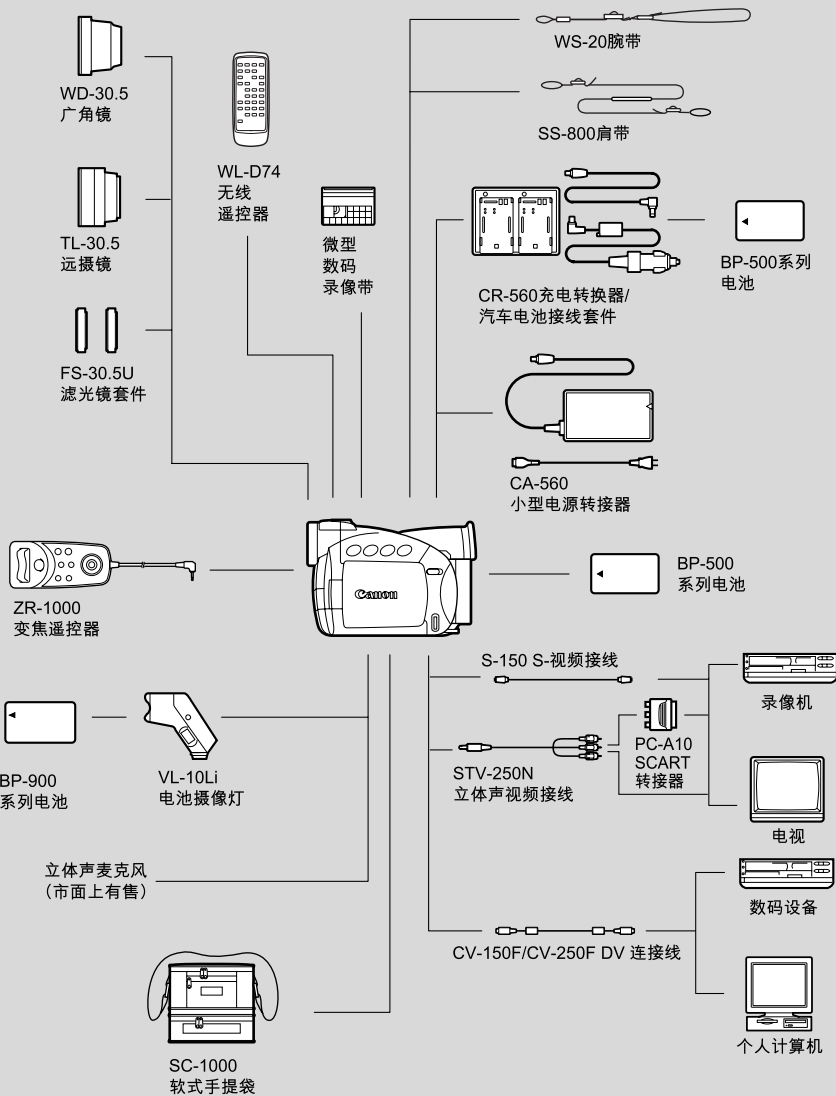 WS-20腕带
SS-800肩带
WD-30.5
广角镜
WL-D74
无线
遥控器
TL-30.5
远摄镜
微型
数码
录像带
BP-500系列
电池
CR-560充电转换器/
汽车电池接线套件
FS-30.5U
滤光镜套件
CA-560
小型电源转接器
ZR-1000
变焦遥控器
Canon
BP-500
系列电池
S-150 S-视频接线
录像机
PC-A10
SCART
转接器
STV-250N
立体声视频接线
BP-900
系列电池
VL-10Li
电池摄像灯
电视
立体声麦克风
(市面上有售)
数码设备
CV-150F/CV-250F DV 连接线
个人计算机
SC-1000
软式手提袋